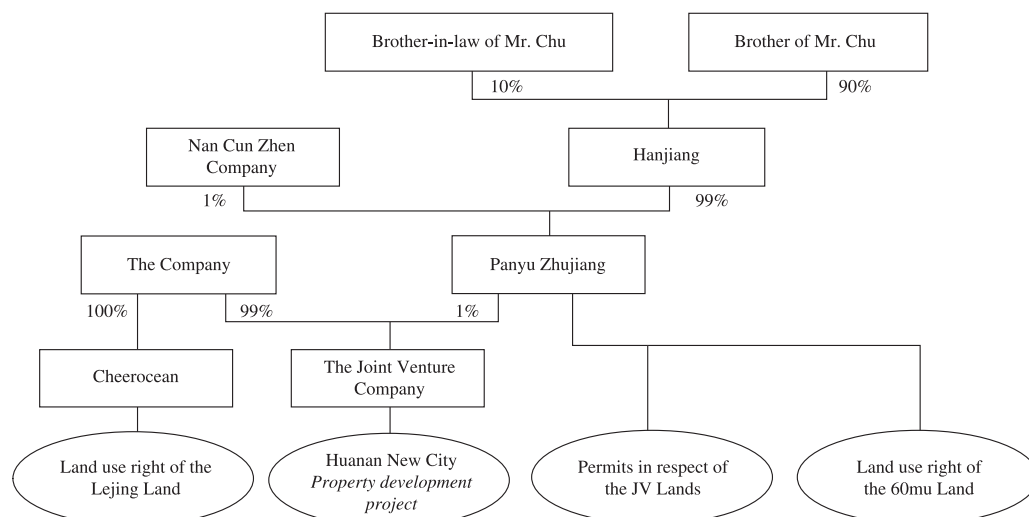 Brother-in-law of Mr. Chu
Brother of Mr. Chu
10%
90%
Nan Cun Zhen
Company
Hanjiang
1%
99%
The Company
Panyu Zhujiang
100%
99%
1%
Cheerocean
The Joint Venture
Company
Land use right of the
Lejing Land
Huanan New City
Property development
project
Permits in respect of
the JV Lands
Land use right of
the 60mu Land